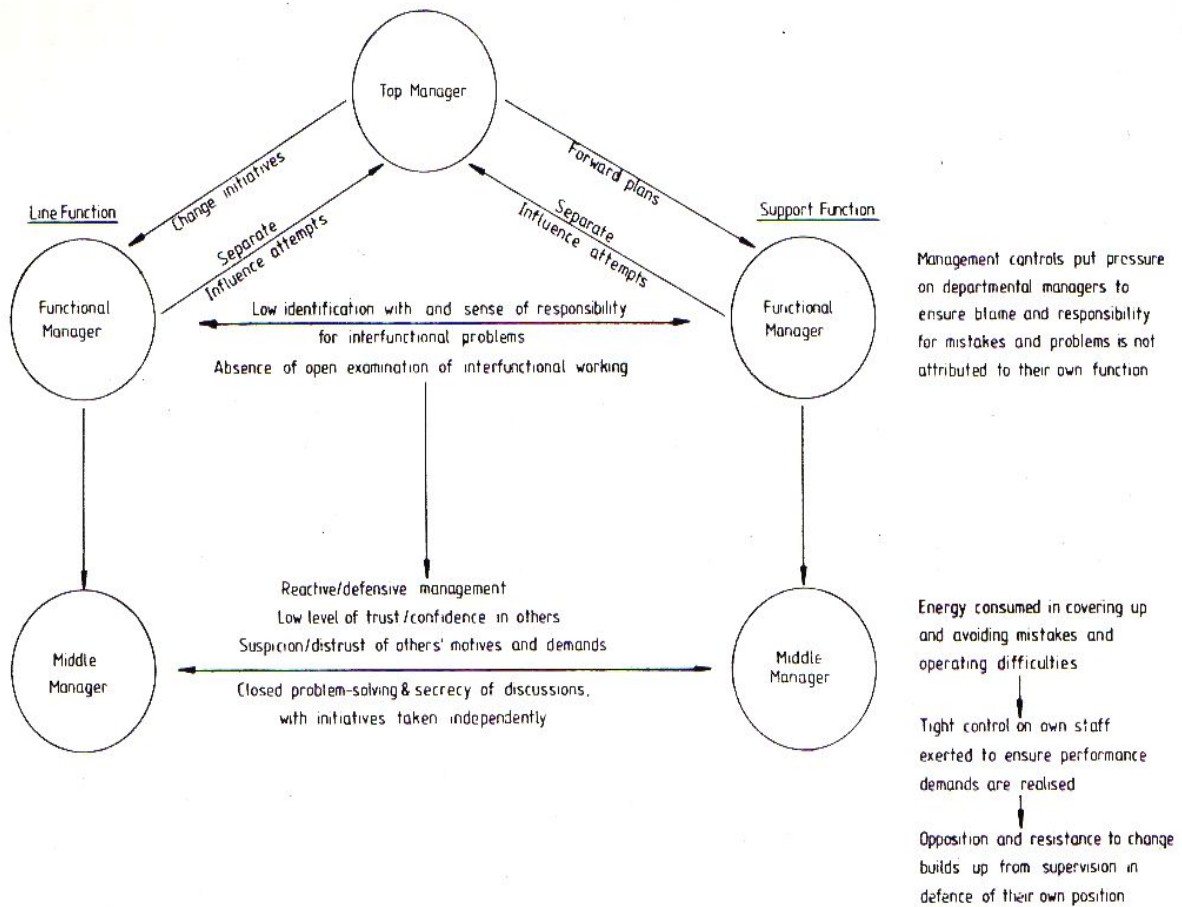 Top Manager
Change initiatives
Separate
Influence attempts
Forward plans
Separate
Influence attempts
Line Function
Support Function
Functional
Manager
Low identification with and sense of responsibility
for interfunctional problems
Absence of open examination of interfunctional working
Functional
Manager
Management controls put pressure
on departmental managers to
ensure blame and responsibility
for mistakes and problems is not
attributed to their own function
Middle
Manager
Reactive/defensive management
Low level of trust/confidence in others
Suspicion/distrust of others' motives and demands
Closed problem-solving & secrecy of discussions,
with initiatives taken independently
Middle
Manager
Energy consumed in covering up
and avoiding mistakes and
operating difficulties
Tight control on own staff
exerted to ensure performance
demands are realised
Opposition and resistance to change
builds up from supervision in
defence of their own position